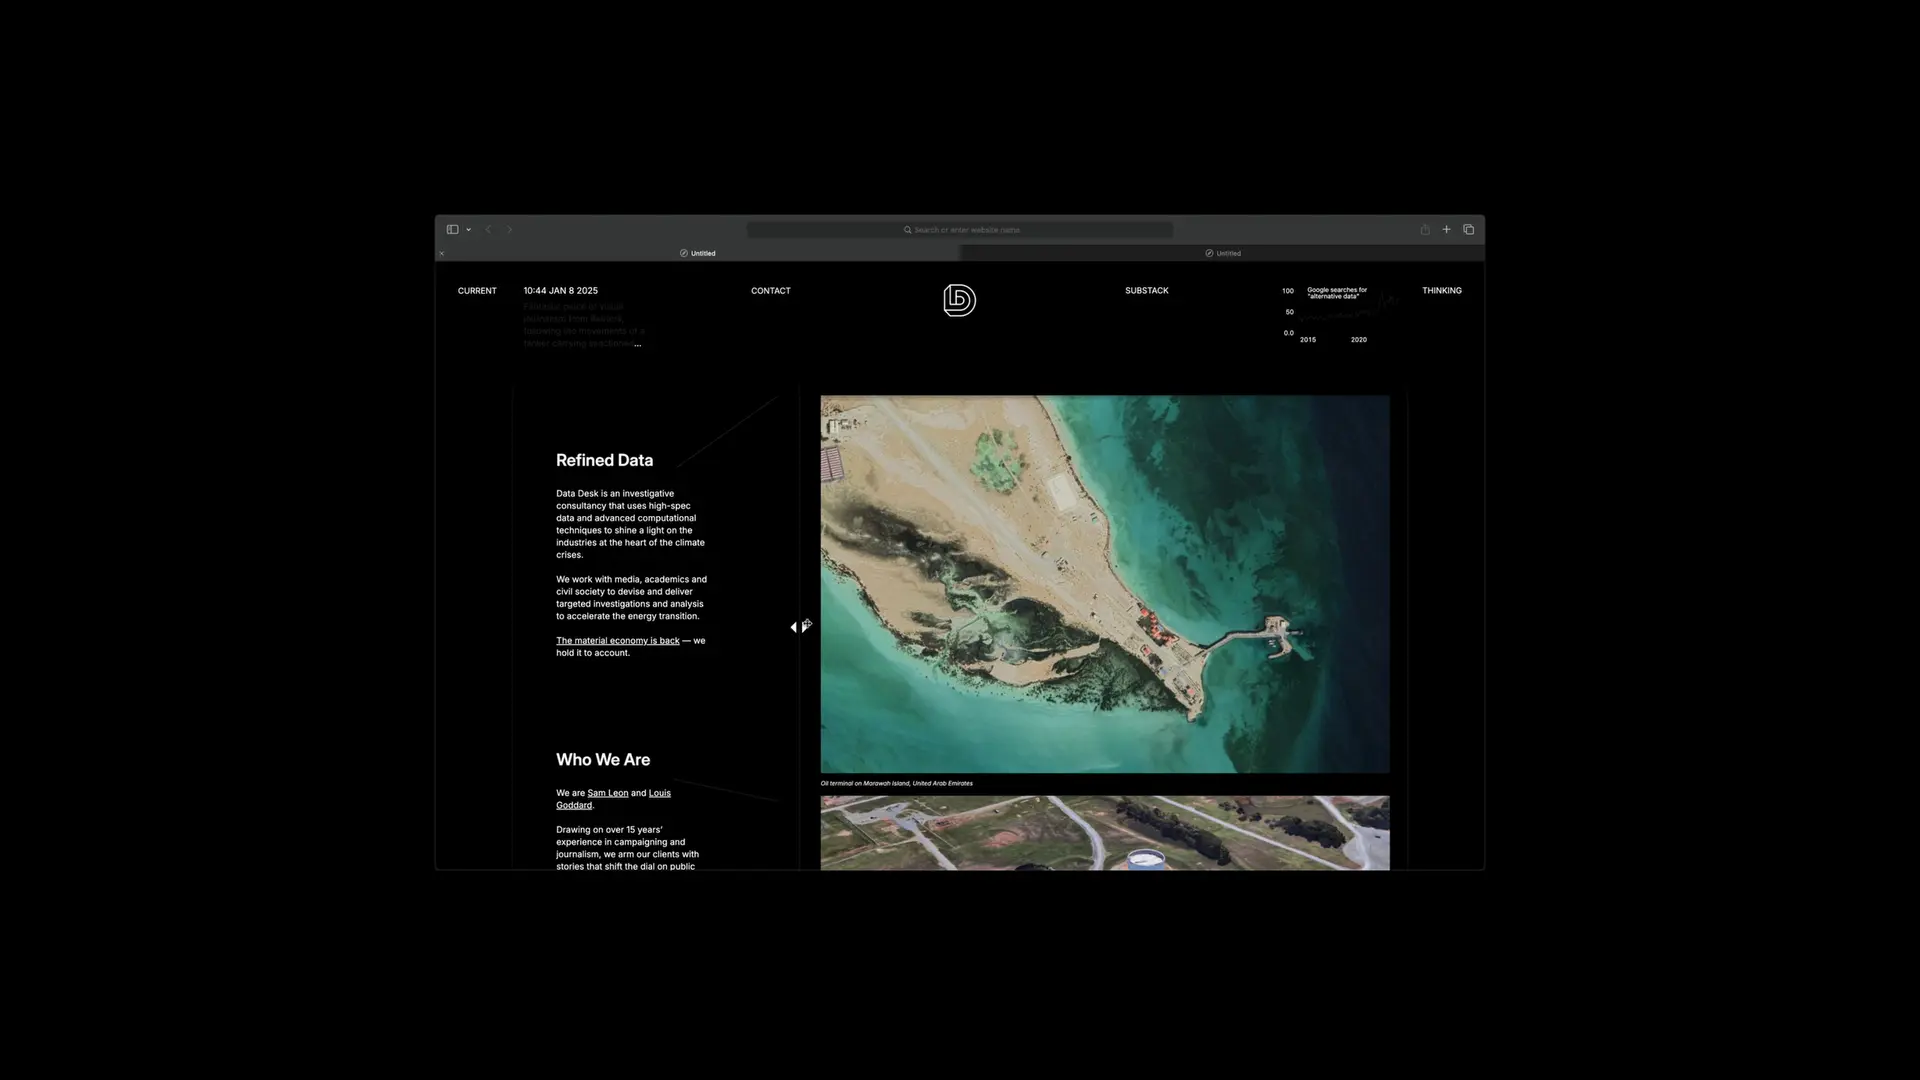 Search or enter website name
Untitled
Untitled
CURRENT
10:44 JAN 8 2025
following the movements of a
...
CONTACT
SUBSTACK
100
50
0.0
Google searches for
"alternative data"
2015
2020
THINKING
Refined Data
Data Desk is an investigative
consultancy that uses high-spec
data and advanced computational
techniques to shine a light on the
industries at the heart of the climate
crises.
We work with media, academics and
civil society to devise and deliver
targeted investigations and analysis
to accelerate the energy transition.
The material economy is back — we
hold it to account.
Who We Are
We are Sam Leon and Louis
Goddard.
Drawing on over 15 years’
experience in campaigning and
journalism, we arm our clients with
stories that shift the dial on public
Oil terminal on Marawah Island, United Arab Emirates